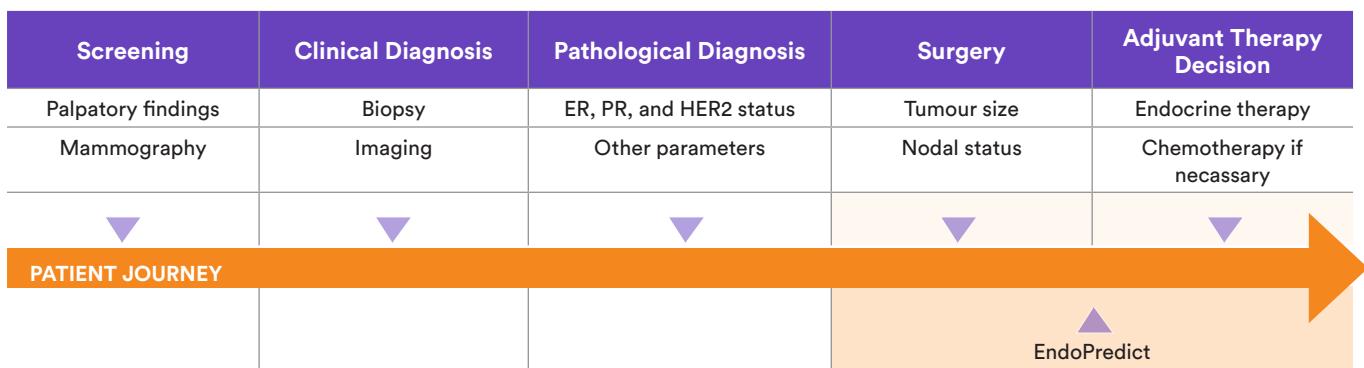 Screening
Clinical Diagnosis
Pathological Diagnosis
Surgery
Adjuvant Therapy
Decision
Palpatory findings
Biopsy
ER, PR, and HER2 status
Tumour size
Endocrine therapy
Mammography
Imaging
Other parameters
Nodal status
Chemotherapy if
necassary
PATIENT JOURNEY
EndoPredict